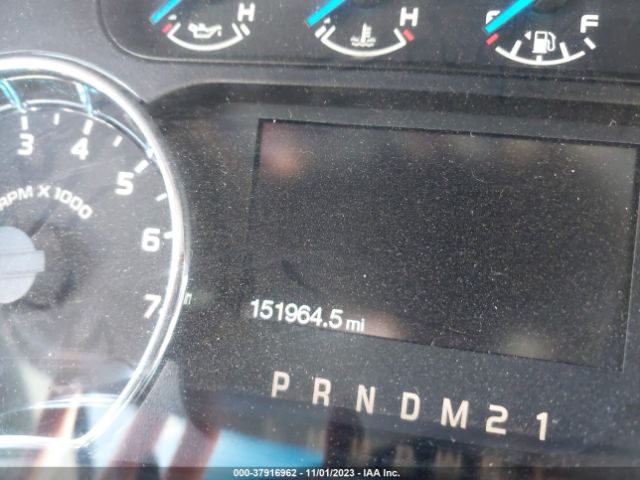 H H F
3 4 5 6 7
RPM X 1000
151964.5 mi
P R N D M 2 1
000-37916962 - 11/01/2023 - IAA Inc.